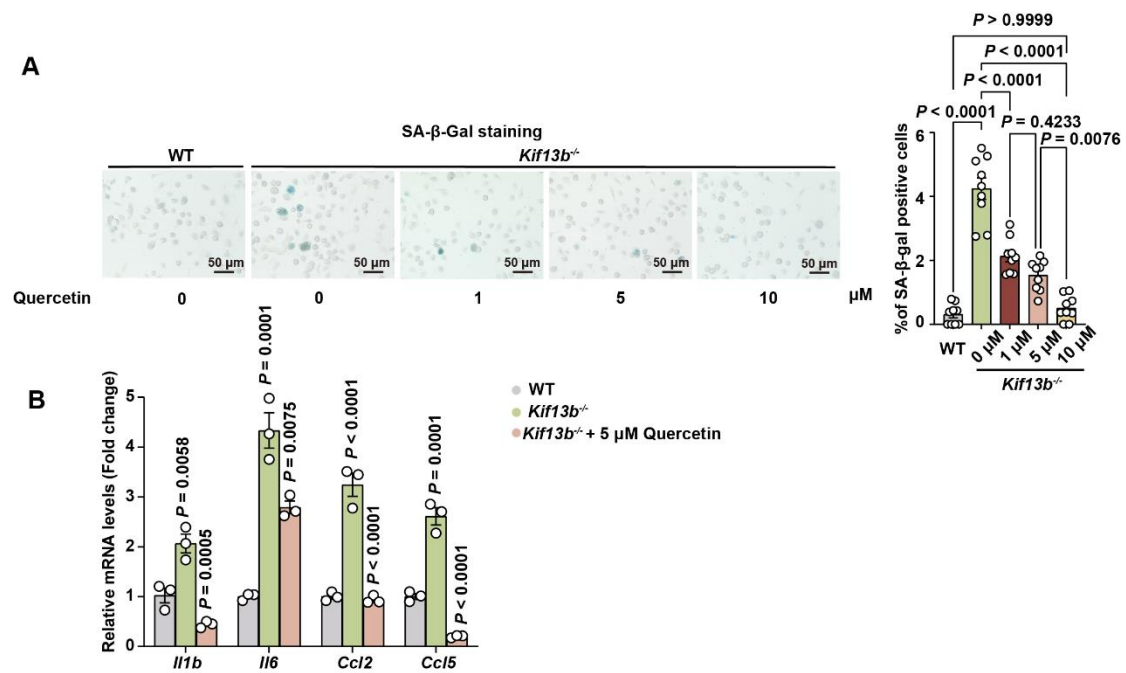 A
SA-β-Gal staining
WT
Kif13b-/-
50 µm
50 µm
50 µm
50 µm
50 µm
Quercetin
0
0
1
5
10
µM
P > 0.9999
P < 0.0001
P < 0.0001
P < 0.0001
P = 0.4233
P = 0.0076
% of SA-β-gal positive cells
6
4
2
0
WT
0 µM
1 µM
5 µM
10 µM
Kif13b-/-
B
Relative mRNA levels (Fold change)
5
4
3
2
1
0
P = 0.0058
P = 0.0005
P = 0.0001
P = 0.0075
P < 0.0001
P < 0.0001
P = 0.0001
P < 0.0001
Il1b
Il6
Ccl2
Ccl5
WT
Kif13b-/-
Kif13b-/- + 5 µM Quercetin